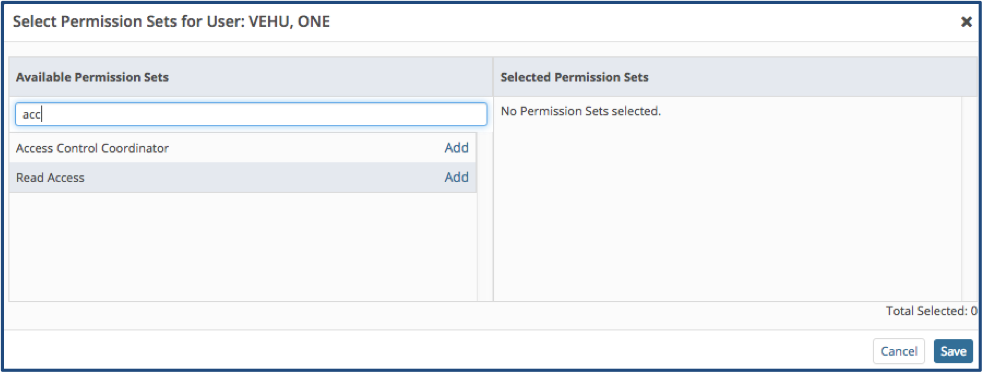 Select Permission Sets for User: VEHU, ONE
Available Permission Sets
Selected Permission Sets
acc
No Permission Sets selected.
Access Control Coordinator Add
Read Access Add
Total Selected: 0
Cancel Save